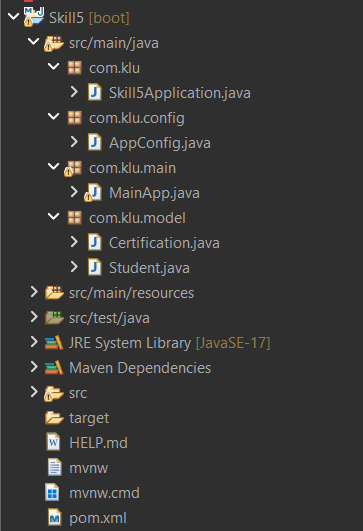 Skill5 [boot]
src/main/java
com.klu
Skill5Application.java
com.klu.config
AppConfig.java
com.klu.main
MainApp.java
com.klu.model
Certification.java
Student.java
src/main/resources
src/test/java
JRE System Library [JavaSE-17]
Maven Dependencies
src
target
HELP.md
mvnw
mvnw.cmd
pom.xml